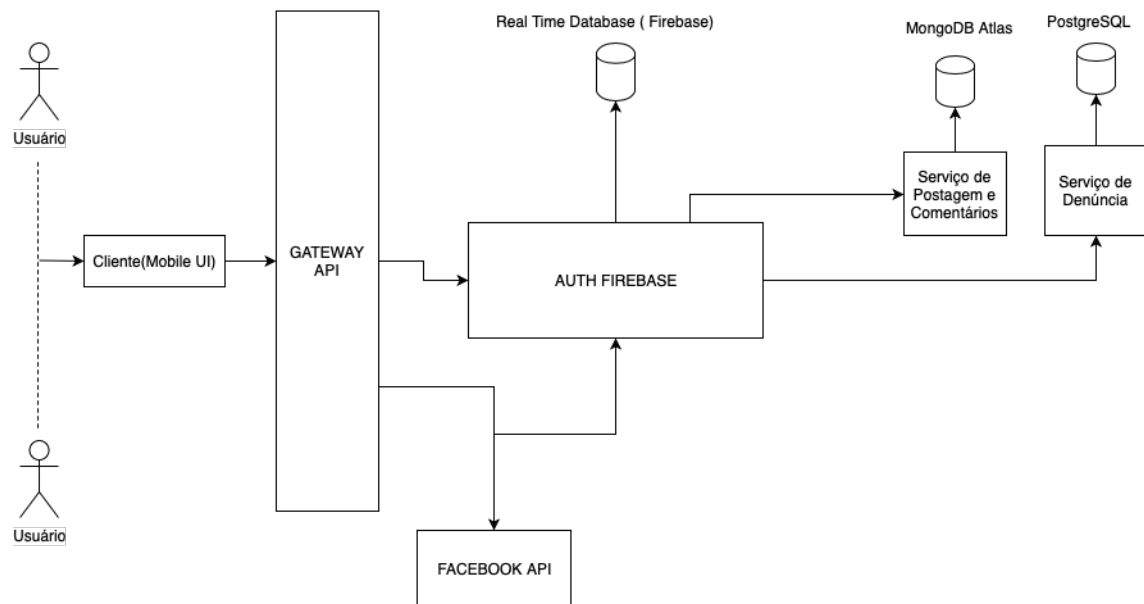 Real Time Database ( Firebase)
MongoDB Atlas
PostgreSQL
Usuário
Serviço de
Postagem e
Comentários
Serviço de
Denúncia
Cliente(Mobile UI)
GATEWAY
API
AUTH FIREBASE
Usuário
FACEBOOK API